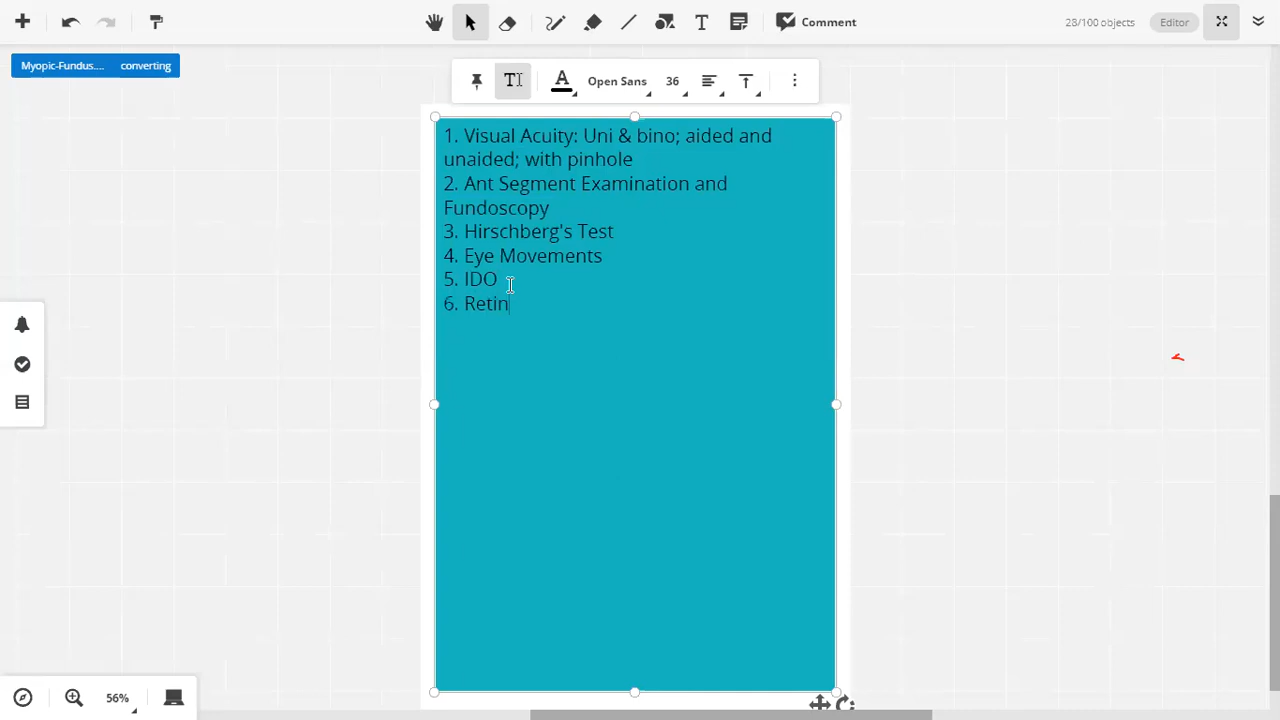 Comment
28/100 objects
Editor
Myopic-Fundus.... converting
Open Sans
36
1. Visual Acuity: Uni & bino; aided and
unaided; with pinhole
2. Ant Segment Examination and
Fundoscopy
3. Hirschberg's Test
4. Eye Movements
5. IDO
6. Retin
56%